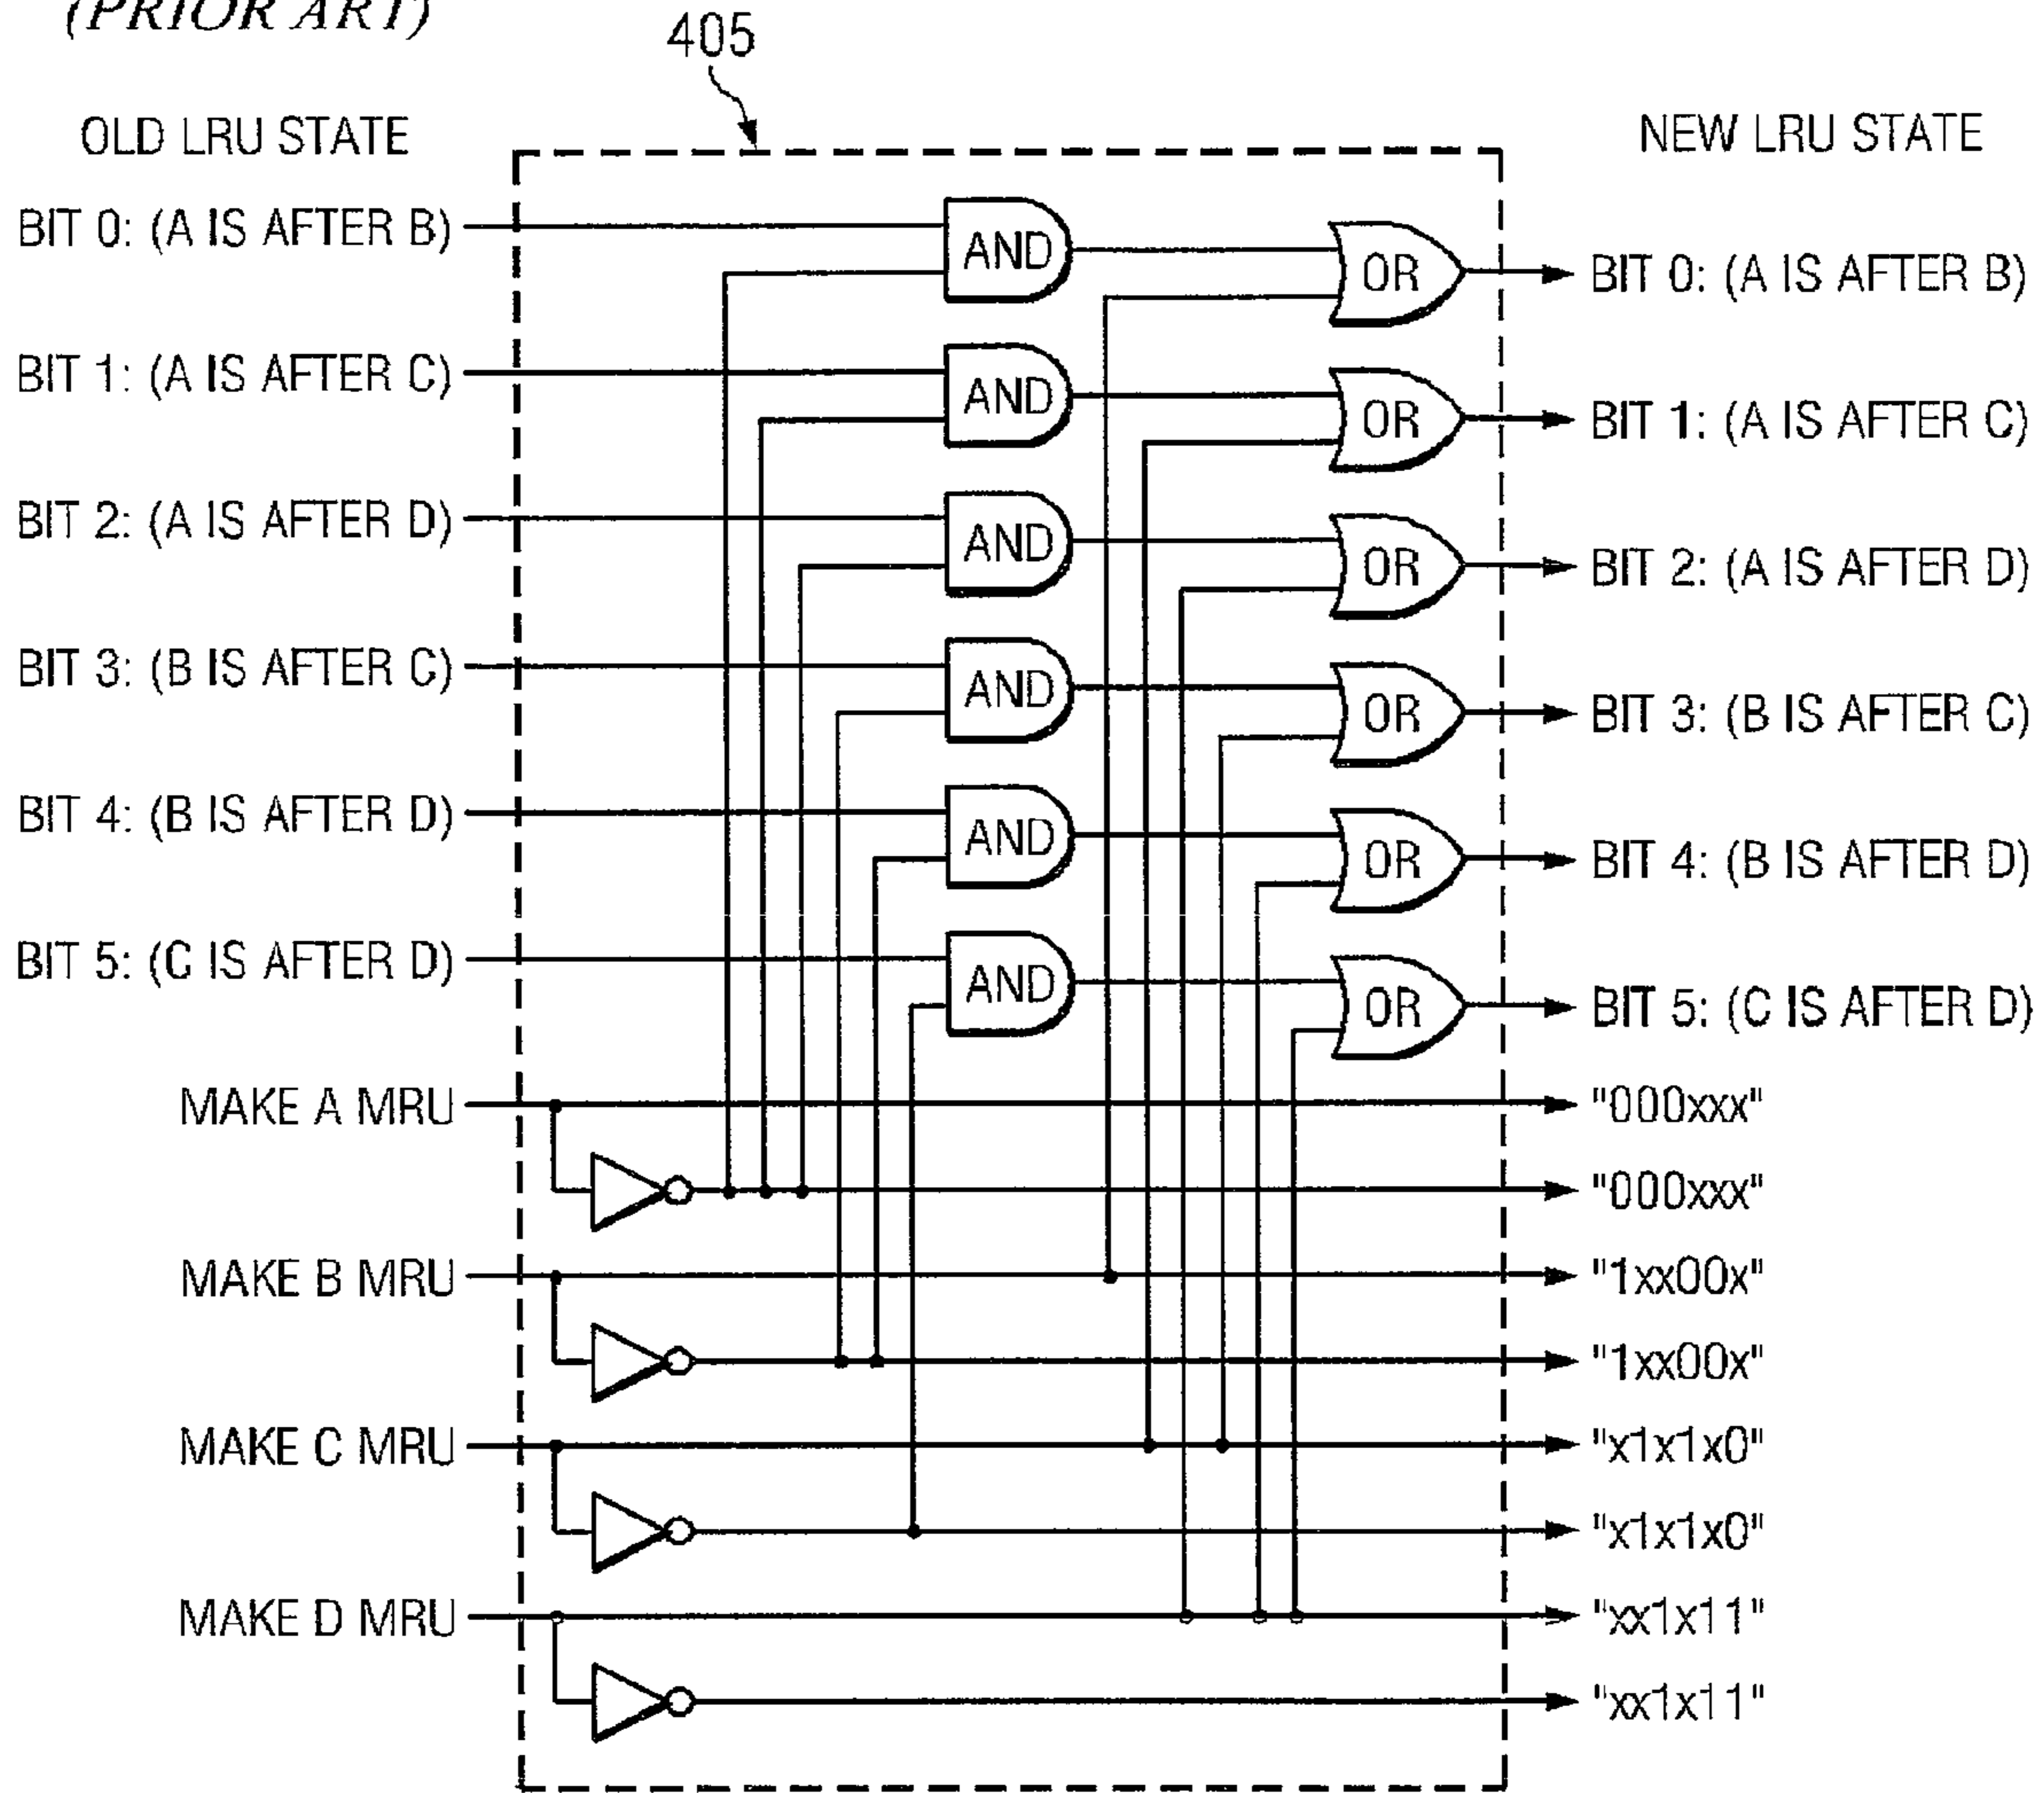 (PRIOR ART)
405
OLD LRU STATE
NEW LRU STATE
BIT 0: (A IS AFTER B)
AND
OR
BIT 0: (A IS AFTER B)
BIT 1: (A IS AFTER C)
AND
OR
BIT 1: (A IS AFTER C)
BIT 2: (A IS AFTER D)
AND
OR
BIT 2: (A IS AFTER D)
BIT 3: (B IS AFTER C)
AND
OR
BIT 3: (B IS AFTER C)
BIT 4: (B IS AFTER D)
AND
OR
BIT 4: (B IS AFTER D)
BIT 5: (C IS AFTER D)
AND
OR
BIT 5: (C IS AFTER D)
MAKE A MRU
"000xxx"
"000xxx"
MAKE B MRU
"1xx00x"
"1xx00x"
MAKE C MRU
"x1x1x0"
"x1x1x0"
MAKE D MRU
"xx1x11"
"xx1x11"